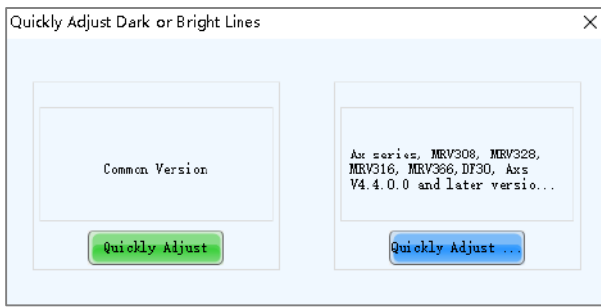 Quickly Adjust Dark or Bright Lines
Common Version
Quickly Adjust
Ax series, MRV308, MRV328,
MRV316, MRV366,DF30, Axs
V4.4.0.0 and later versio...
Quickly Adjust ...